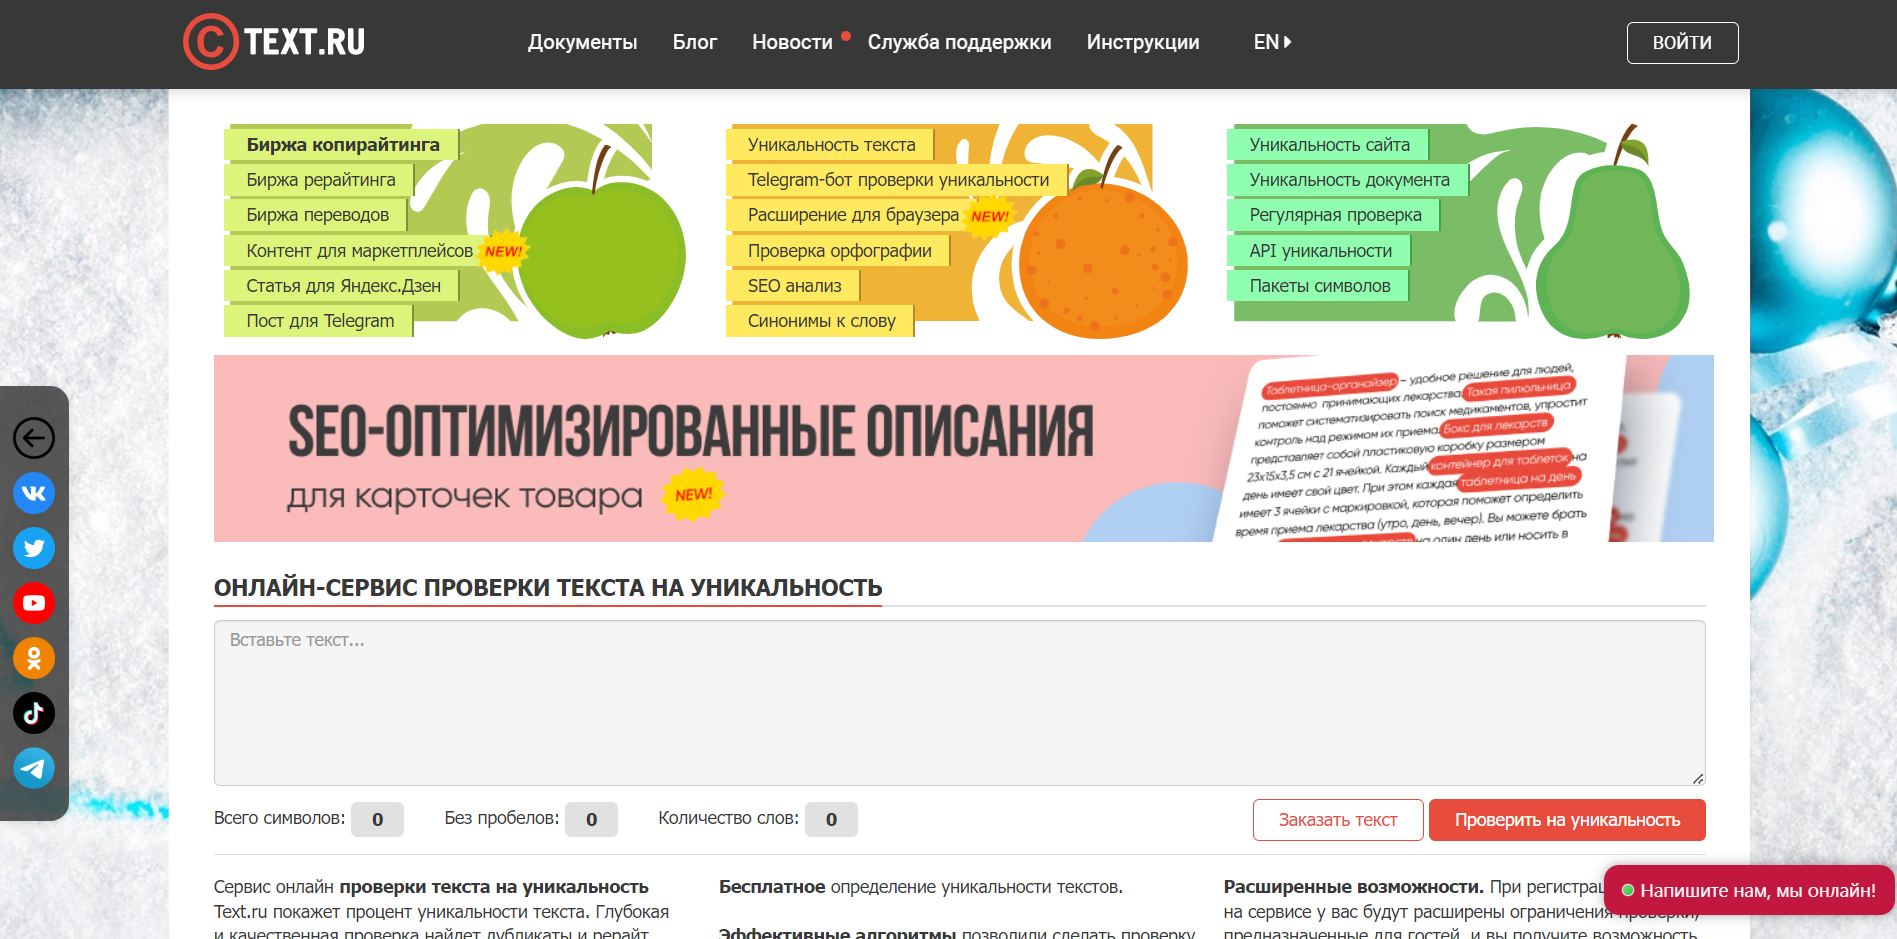 © TEXT.RU
Документы Блог Новости Служба поддержки Инструкции EN
ВОЙТИ
Биржа копирайтинга
Биржа рерайтинга
Биржа переводов
Контент для маркетплейсов NEW!
Статья для Яндекс.Дзен
Пост для Telegram
Уникальность текста
Telegram-бот проверки уникальности
Расширение для браузера NEW!
Проверка орфографии
SEO анализ
Синонимы к слову
Уникальность сайта
Уникальность документа
Регулярная проверка
API уникальности
Пакеты символов
SEO-ОПТИМИЗИРОВАННЫЕ ОПИСАНИЯ
для карточек товара NEW!
Таблетница-органайзер – удобное решение для людей,
постоянно принимающих лекарства. Такая пилюльница
поможет систематизировать поиск медикаментов, упростит
контроль над режимом их приема. Бокс для лекарств
представляет собой пластиковую коробку размером
23х15х3,5 см с 21 ячейкой. Каждый контейнер для таблеток на
день имеет свой цвет. При этом каждая таблетница на день
имеет 3 ячейки с маркировкой, которая поможет определить
время приема лекарства (утро, день, вечер). Вы можете брать
на один день или носить в
ОНЛАЙН-СЕРВИС ПРОВЕРКИ ТЕКСТА НА УНИКАЛЬНОСТЬ
Вставьте текст...
Всего символов: 0 Без пробелов: 0 Количество слов: 0
Заказать текст Проверить на уникальность
Сервис онлайн проверки текста на уникальность
Text.ru покажет процент уникальности текста. Глубокая
и качественная проверка найдет дубликаты и рерайт
Бесплатное определение уникальности текстов.
Эффективные алгоритмы позволили сделать проверку
Расширенные возможности. При регистрац
на сервисе у вас будут расширены ограничения проверки,
предназначенные для гостей, и вы получите возможность
Напишите нам, мы онлайн!